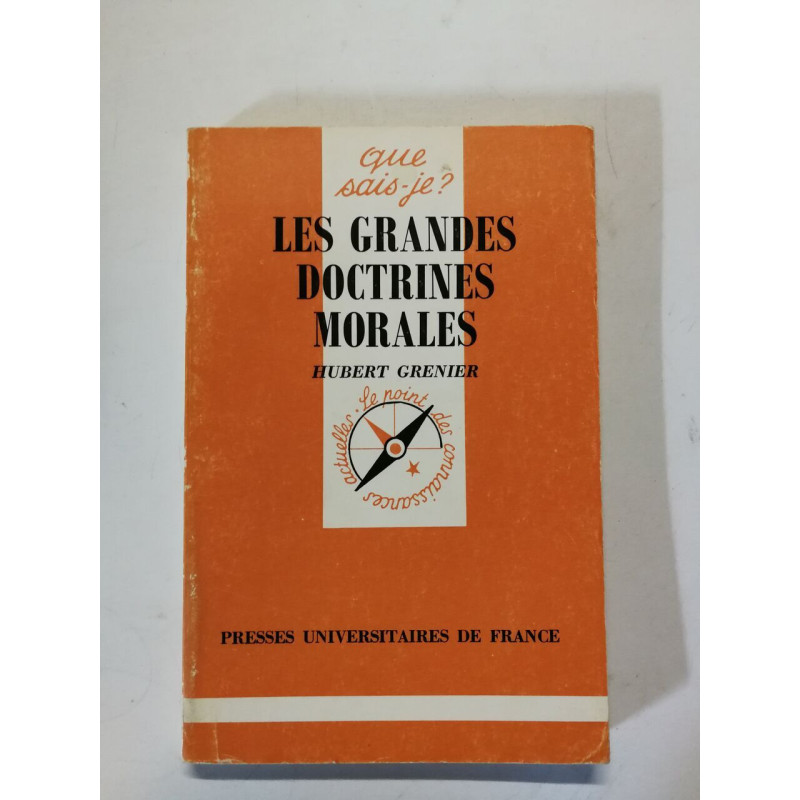 que
sais-je?
LES GRANDES
DOCTRINES
MORALES
HUBERT GRENIER
Le point des connaissances actuelles.
PRESSES UNIVERSITAIRES DE FRANCE